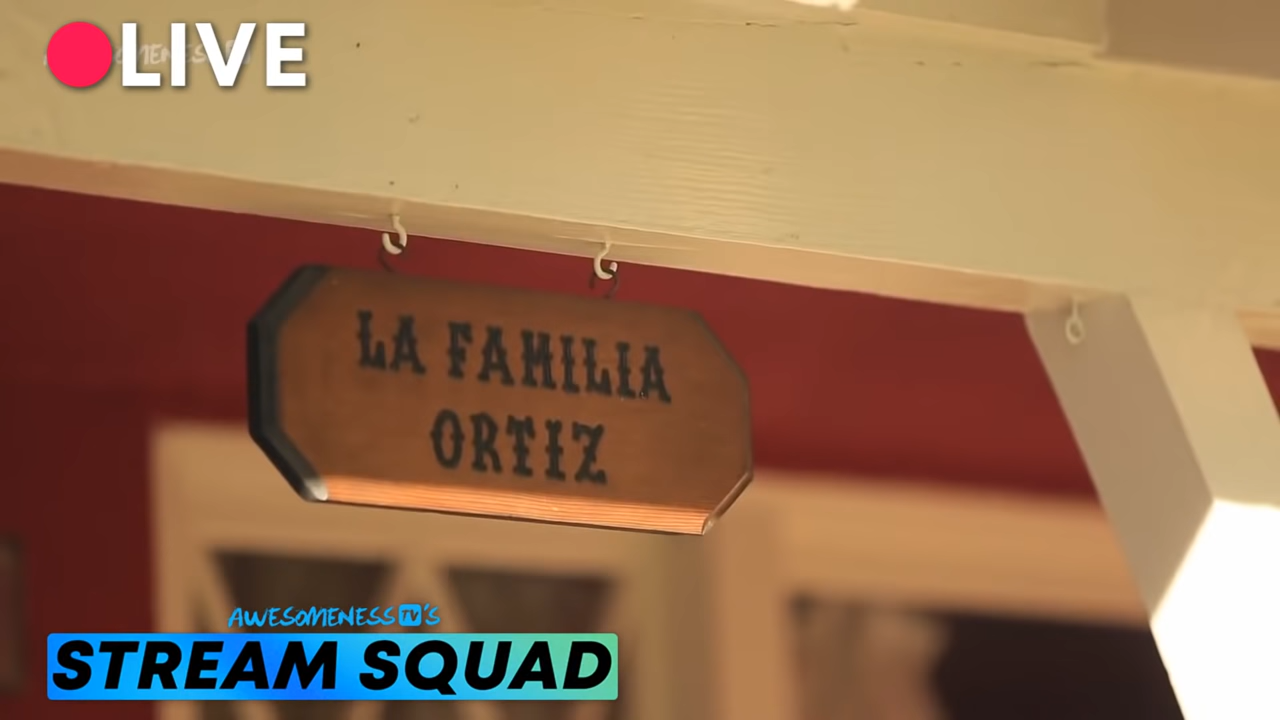 LIVE
LA FAMILIA
ORTIZ
AWESOMENESS TV'S
STREAM SQUAD